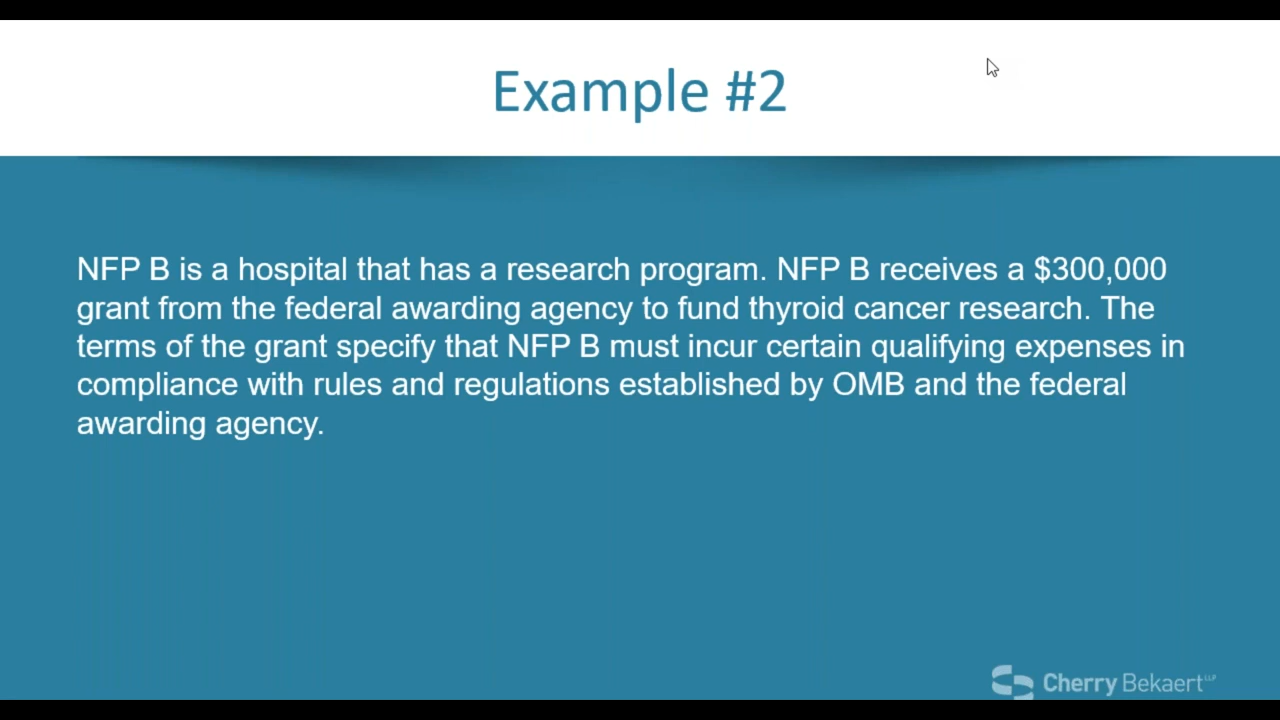 Example #2
NFP B is a hospital that has a research program. NFP B receives a $300,000
grant from the federal awarding agency to fund thyroid cancer research. The
terms of the grant specify that NFP B must incur certain qualifying expenses in
compliance with rules and regulations established by OMB and the federal
awarding agency.
Cherry Bekaert LLP